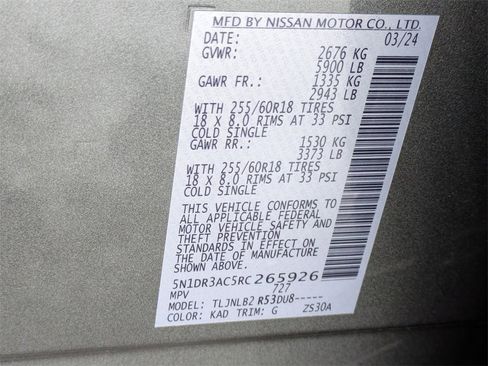 MFD BY NISSAN MOTOR CO., LTD.
DATE: 03/24
GVWR: 2676 KG
5900 LB
GAWR FR.: 1335 KG
2943 LB
WITH 255/60R18 TIRES
18 X 8.0 RIMS AT 33 PSI
COLD SINGLE
GAWR RR.: 1530 KG
3373 LB
WITH 255/60R18 TIRES
18 X 8.0 RIMS AT 33 PSI
COLD SINGLE
THIS VEHICLE CONFORMS TO
ALL APPLICABLE FEDERAL
MOTOR VEHICLE SAFETY AND
THEFT PREVENTION
STANDARDS IN EFFECT ON
THE DATE OF MANUFACTURE
SHOWN ABOVE.
5N1DR3AC5RC265926
MPV 727
MODEL: TLJNLB2 R53DU8-----
COLOR: KAD TRIM: G ZS30A